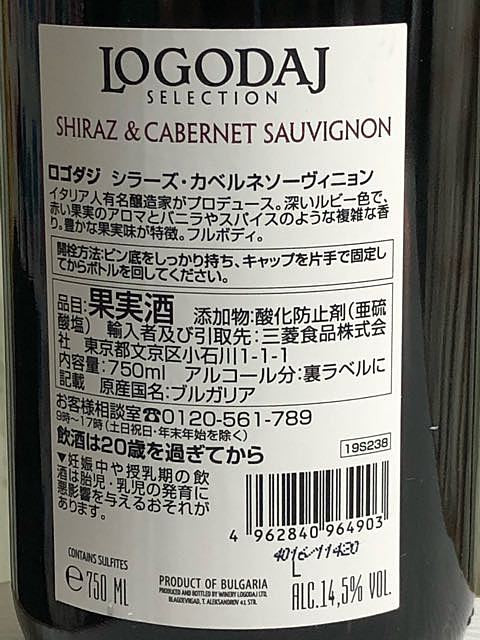 LOGODAJ
SELECTION
SHIRAZ & CABERNET SAUVIGNON
ロゴダジ シラーズ・カベルネソーヴィニョン
イタリア人有名醸造家がプロデュース。深いルビー色で、
赤い果実のアロマとバニラやスパイスのような複雑な香
り。豊かな果実味が特徴。フルボディ。
開栓方法:ビン底をしっかり持ち、キャップを片手で固定し
てからボトルを回してください。
品目:果実酒 添加物:酸化防止剤(亜硫
酸塩) 輸入者及び引取先:三菱食品株式会
社 東京都文京区小石川1-1-1
内容量:750ml アルコール分:裏ラベルに
記載 原産国名:ブルガリア
お客様相談室☎0120-561-789
9時~17時(土日祝日・年末年始を除く)
飲酒は20歳を過ぎてから
19S238
▼妊娠中や授乳期の飲
酒は胎児・乳児の発育に
悪影響を与えるおそれが
あります。
4 962840 964903
CONTAINS SULFITES
℮750 ML
PRODUCT OF BULGARIA
PRODUCED AND BOTTLED BY WINERY LOGODAJ LTD.
BLAGOEVGRAD, T. ALEKSANDROV 41 STR.
L
ALC.14,5% VOL.